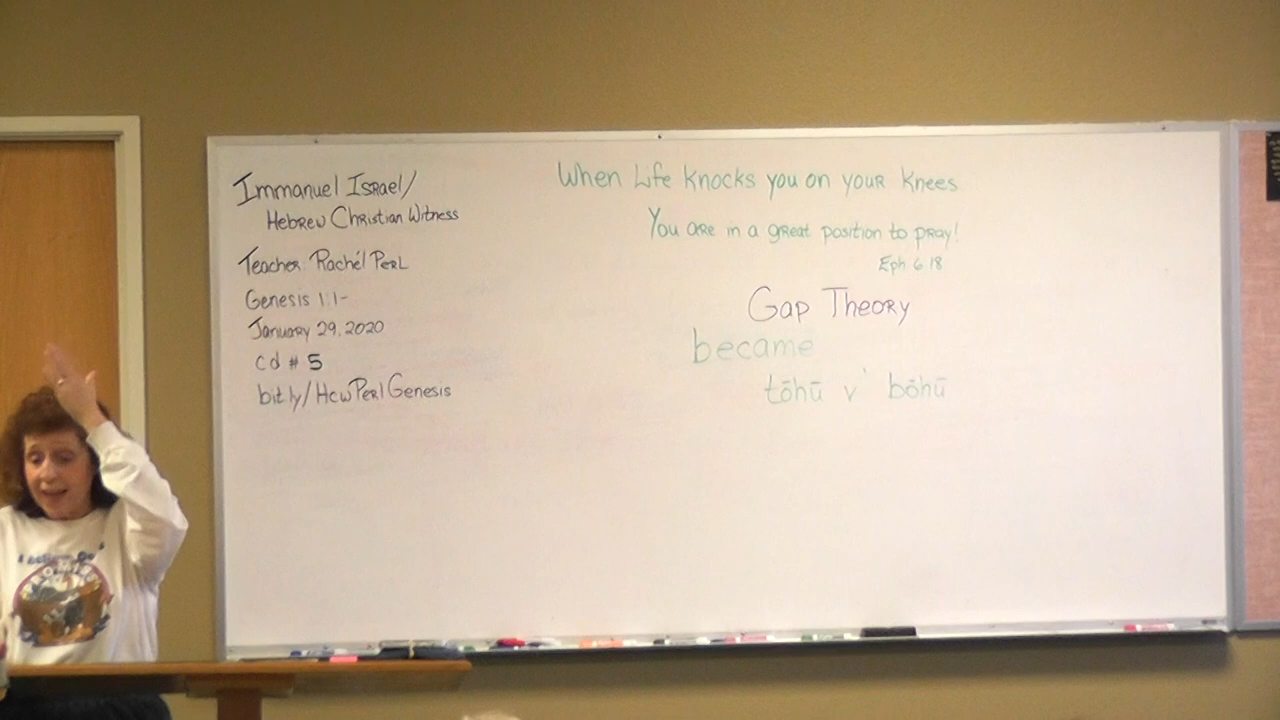 Immanuel Israel/
Hebrew Christian Witness
Teacher: Rachél Perl
Genesis 1:1-
January 29, 2020
cd # 5
bit.ly/HcwPerlGenesis
When Life Knocks you on your Knees
You are in a great position to pray!
Eph 6:18
Gap Theory
became
tōhū v' bōhū
I believe